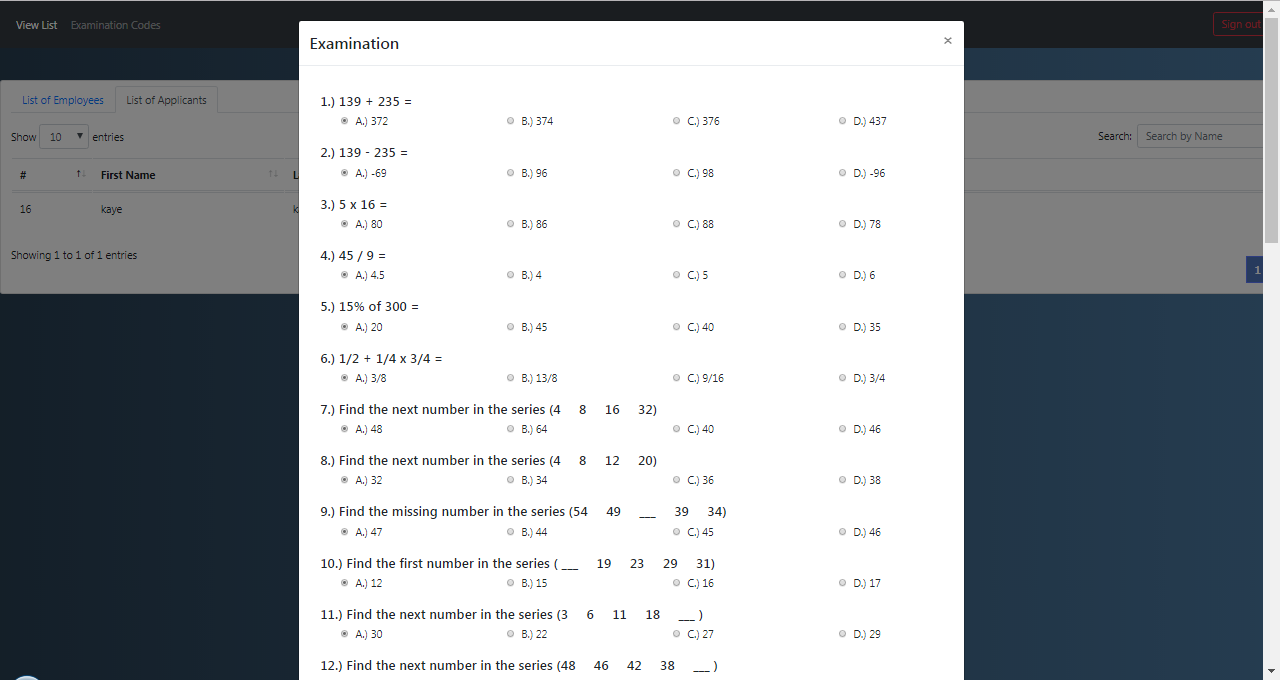 View List Examination Codes Sign out
List of Employees List of Applicants
Show 10 entries Search: Search by Name
# First Name
16 kaye
Showing 1 to 1 of 1 entries
1
Examination ×
1.) 139 + 235 =
A.) 372 B.) 374 C.) 376 D.) 437
2.) 139 - 235 =
A.) -69 B.) 96 C.) 98 D.) -96
3.) 5 x 16 =
A.) 80 B.) 86 C.) 88 D.) 78
4.) 45 / 9 =
A.) 4.5 B.) 4 C.) 5 D.) 6
5.) 15% of 300 =
A.) 20 B.) 45 C.) 40 D.) 35
6.) 1/2 + 1/4 x 3/4 =
A.) 3/8 B.) 13/8 C.) 9/16 D.) 3/4
7.) Find the next number in the series (4 8 16 32)
A.) 48 B.) 64 C.) 40 D.) 46
8.) Find the next number in the series (4 8 12 20)
A.) 32 B.) 34 C.) 36 D.) 38
9.) Find the missing number in the series (54 49 ___ 39 34)
A.) 47 B.) 44 C.) 45 D.) 46
10.) Find the first number in the series ( ___ 19 23 29 31)
A.) 12 B.) 15 C.) 16 D.) 17
11.) Find the next number in the series (3 6 11 18 ___ )
A.) 30 B.) 22 C.) 27 D.) 29
12.) Find the next number in the series (48 46 42 38 ___ )